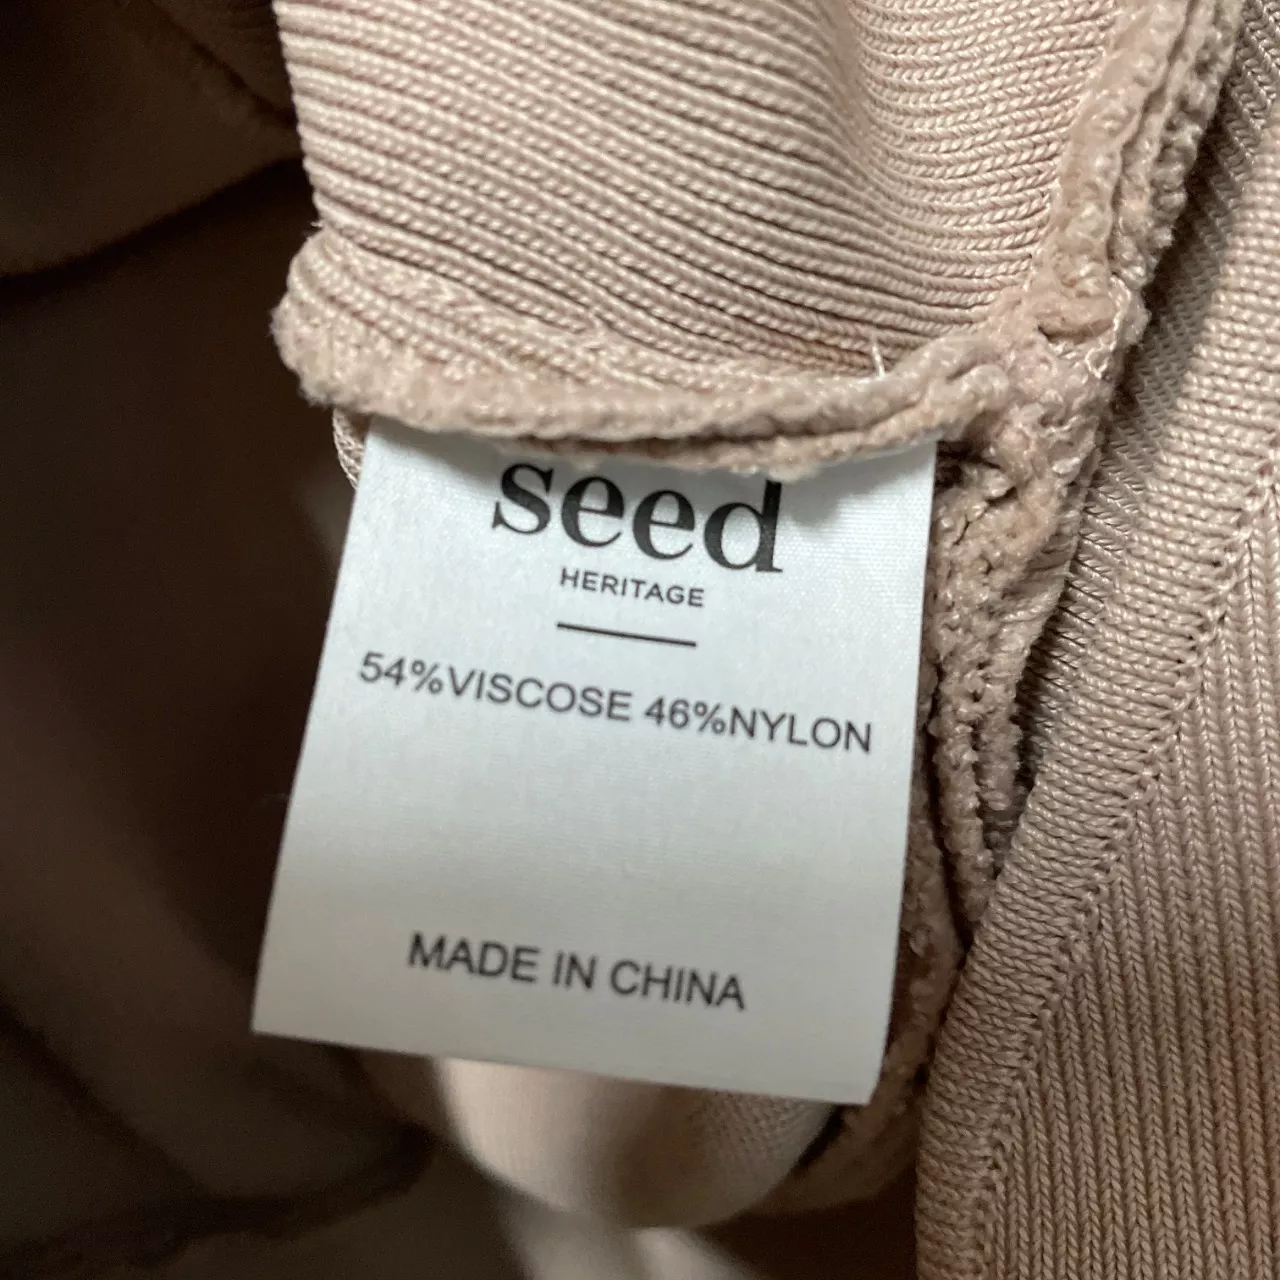 seed
HERITAGE
54%VISCOSE 46%NYLON
MADE IN CHINA